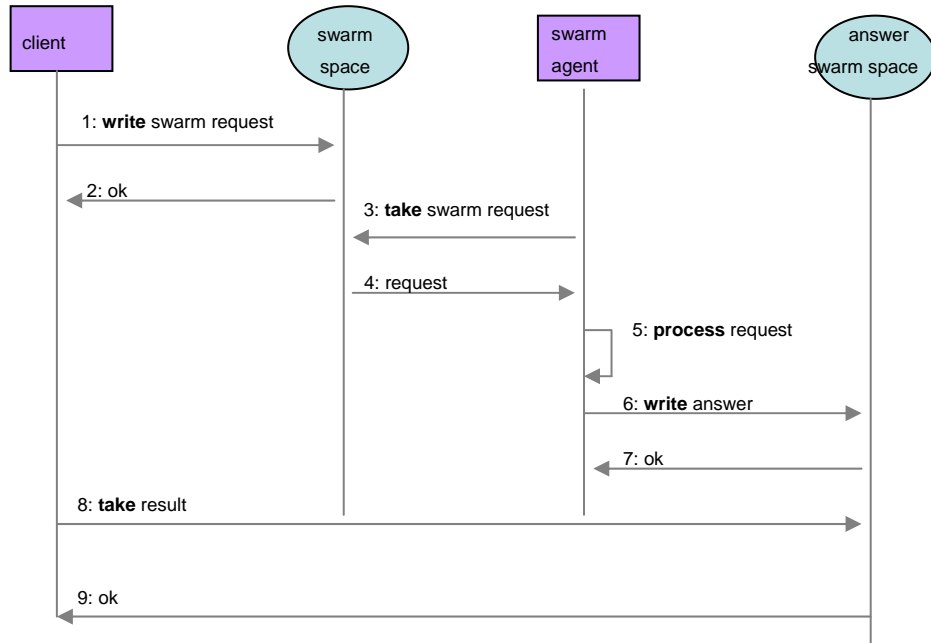 client
swarm
space
swarm
agent
answer
swarm space
1: write swarm request
2: ok
3: take swarm request
4: request
5: process request
6: write answer
7: ok
8: take result
9: ok